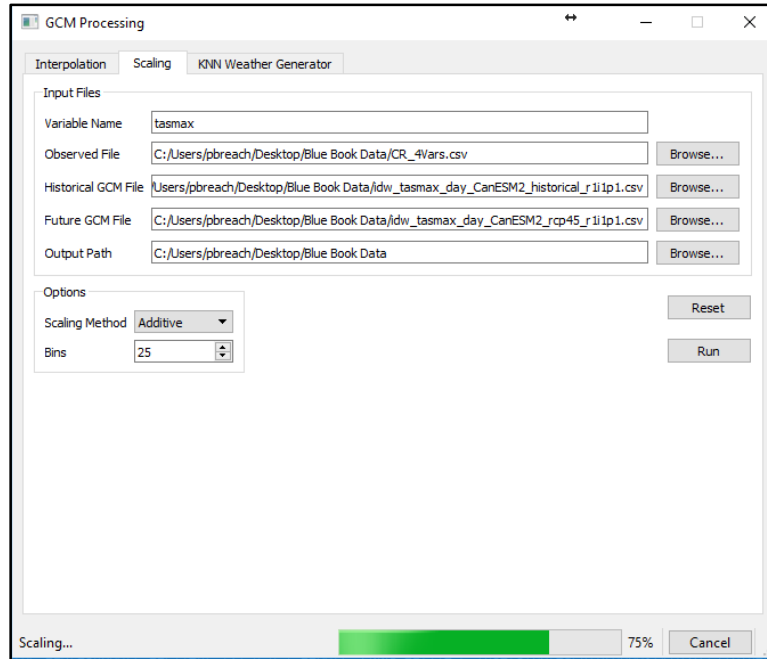 GCM Processing
Interpolation Scaling KNN Weather Generator
Input Files
Variable Name tasmax
Observed File C:/Users/pbreach/Desktop/Blue Book Data/CR_4Vars.csv Browse...
Historical GCM File /Users/pbreach/Desktop/Blue Book Data/idw_tasmax_day_CanESM2_historical_r1i1p1.csv Browse...
Future GCM File C:/Users/pbreach/Desktop/Blue Book Data/idw_tasmax_day_CanESM2_rcp45_r1i1p1.csv Browse...
Output Path C:/Users/pbreach/Desktop/Blue Book Data Browse...
Options
Reset
Scaling Method Additive
Bins 25 Run
Scaling... 75% Cancel